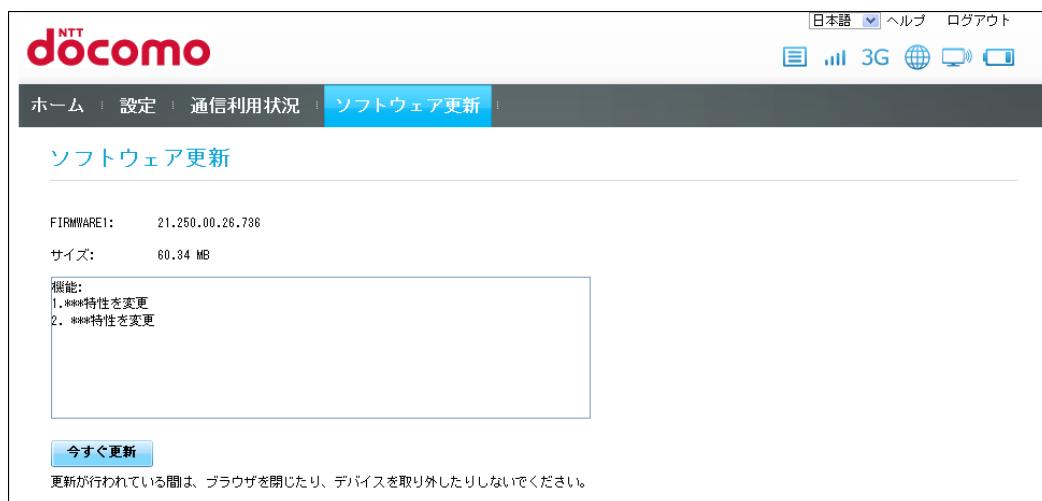 日本語 ヘルプ ログアウト
NTT
döcomo
3G
ホーム 設定 通信利用状況 ソフトウェア更新
ソフトウェア更新
FIRMWARE1: 21.250.00.26.736
サイズ: 60.34 MB
機能:
1.***特性を変更
2. ***特性を変更
今すぐ更新
更新が行われている間は、ブラウザを閉じたり、デバイスを取り外したりしないでください。